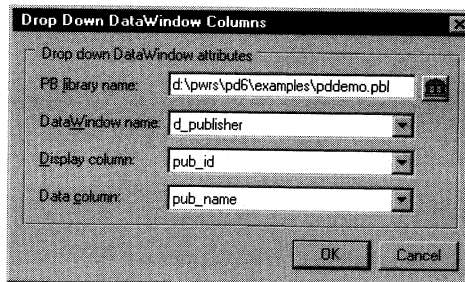 Drop Down DataWindow Columns
Drop down DataWindow attributes
PB library name: d:\pwrs\pd6\examples\pddemo.pbl
DataWindow name: d_publisher
Display column: pub_id
Data column: pub_name
OK Cancel